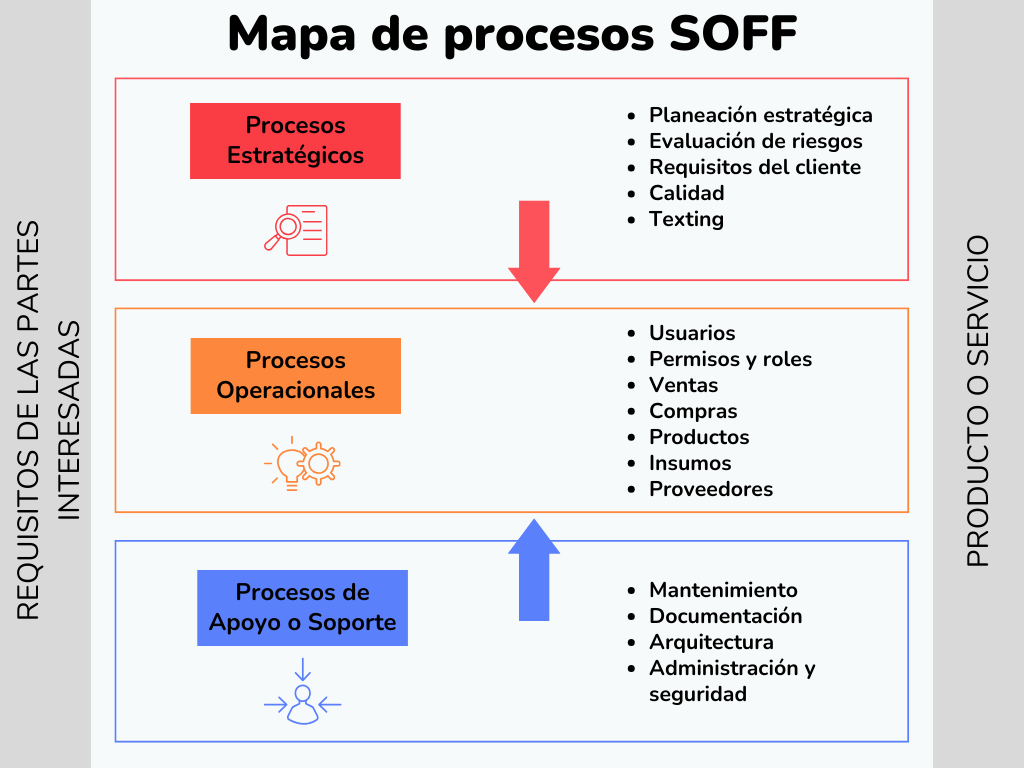 Mapa de procesos SOFF
REQUISITOS DE LAS PARTES
INTERESADAS
Procesos
Estratégicos
• Planeación estratégica
• Evaluación de riesgos
• Requisitos del cliente
• Calidad
• Texting
Procesos
Operacionales
• Usuarios
• Permisos y roles
• Ventas
• Compras
• Productos
• Insumos
• Proveedores
Procesos de
Apoyo o Soporte
• Mantenimiento
• Documentación
• Arquitectura
• Administración y
seguridad
PRODUCTO O SERVICIO